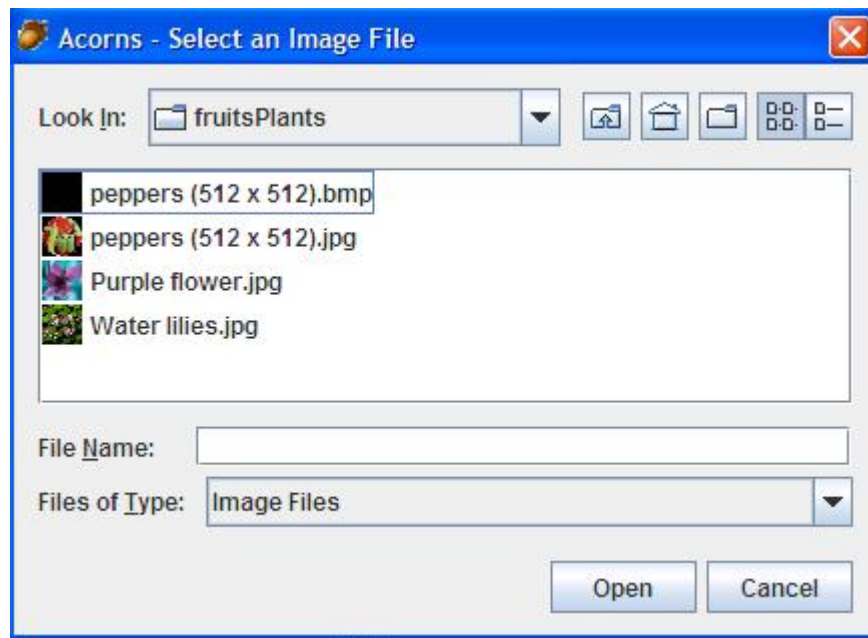 Acorns - Select an Image File
Look In: fruitsPlants
peppers (512 x 512).bmp
peppers (512 x 512).jpg
Purple flower.jpg
Water lilies.jpg
File Name:
Files of Type: Image Files
Open Cancel